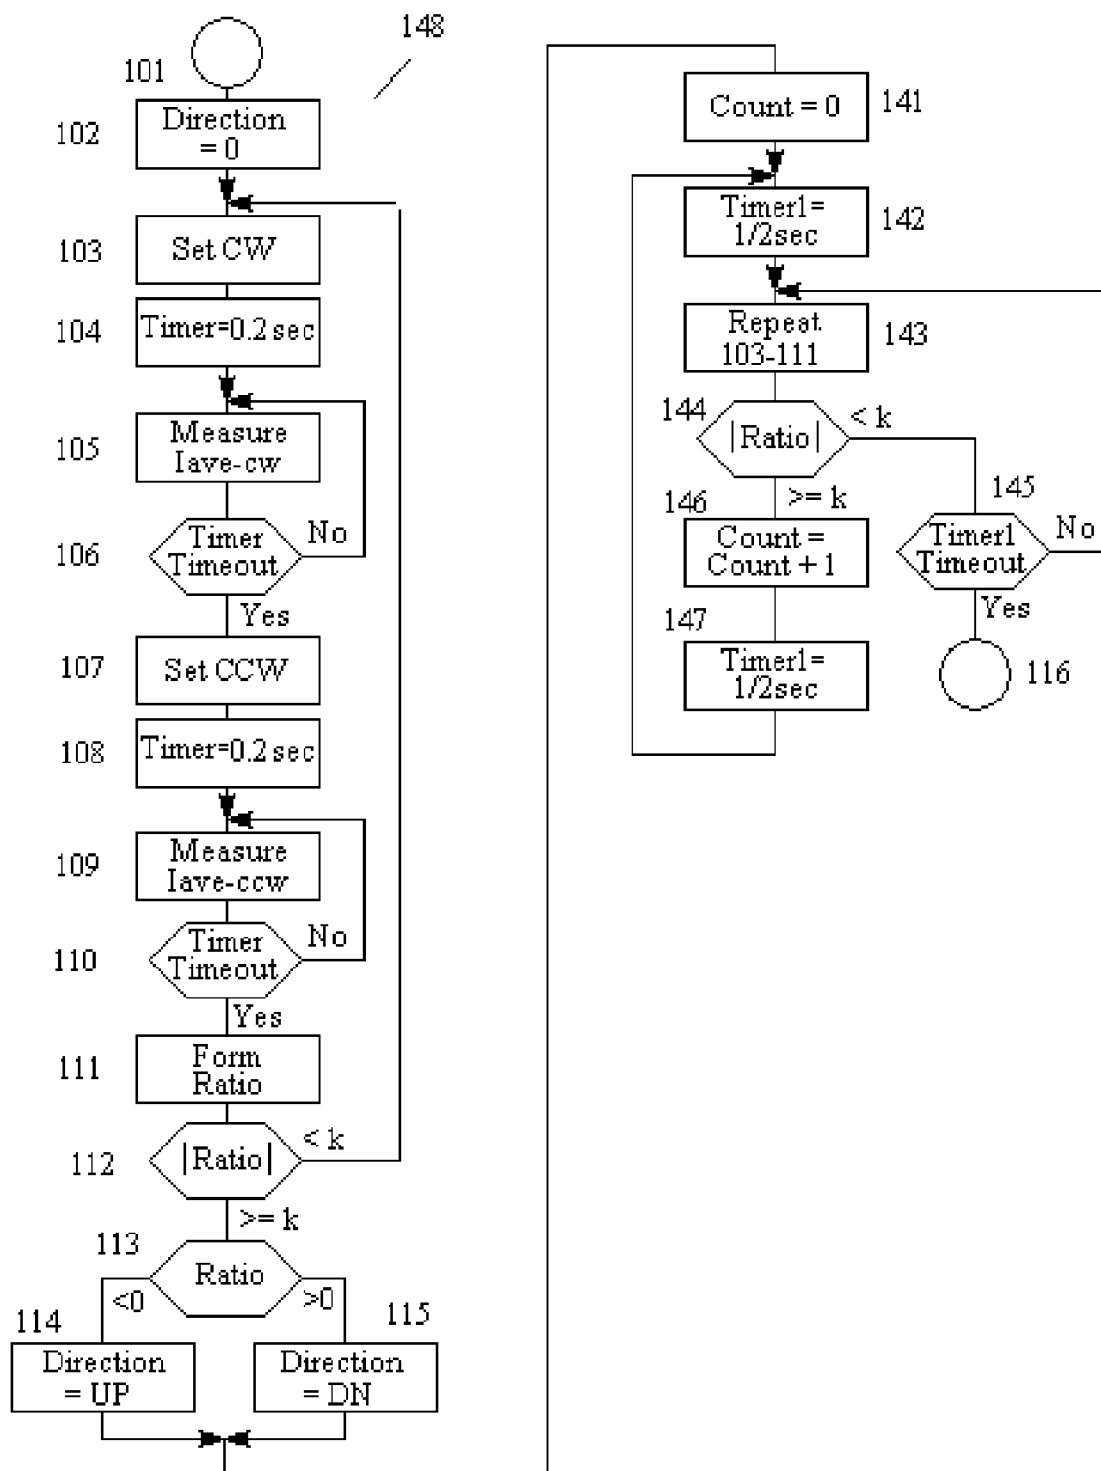 148
101
102
Direction
= 0
103
Set CW
104
Timer=0.2 sec
105
Measure
Iave-cw
106
Timer
Timeout
No
Yes
107
Set CCW
108
Timer=0.2 sec
109
Measure
Iave-ccw
110
Timer
Timeout
No
Yes
111
Form
Ratio
112
|Ratio|
< k
>= k
113
Ratio
<0
>0
114
Direction
= UP
115
Direction
= DN
Count = 0
141
Timer1=
1/2sec
142
Repeat
103-111
143
144
|Ratio|
< k
>= k
145
Timer1
Timeout
No
Yes
116
146
Count =
Count + 1
147
Timer1=
1/2sec